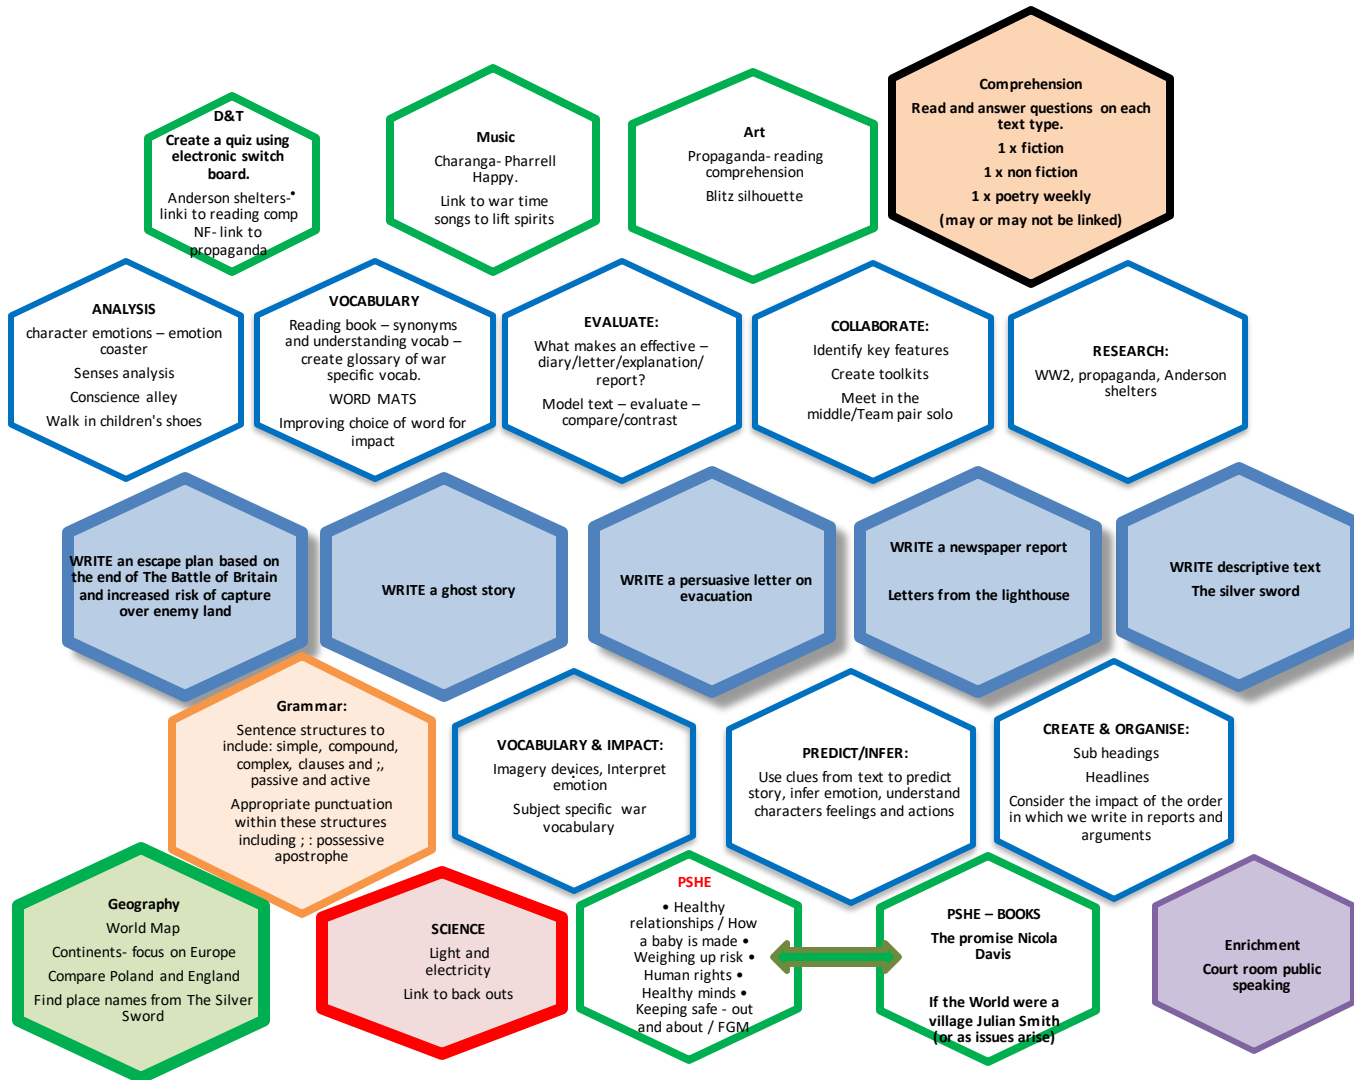 D&T
Create a quiz using
electronic switch
board.
Anderson shelters-•
linki to reading comp
NF- link to
propaganda
Music
Charanga- Pharrell
Happy.
Link to war time
songs to lift spirits
Art
Propaganda- reading
comprehension
Blitz silhouette
Comprehension
Read and answer questions on each
text type.
1 x fiction
1 x non fiction
1 x poetry weekly
(may or may not be linked)
ANALYSIS
character emotions – emotion
coaster
Senses analysis
Conscience alley
Walk in children's shoes
VOCABULARY
Reading book – synonyms
and understanding vocab –
create glossary of war
specific vocab.
WORD MATS
Improving choice of word for
impact
EVALUATE:
What makes an effective –
diary/letter/explanation/
report?
Model text – evaluate –
compare/contrast
COLLABORATE:
Identify key features
Create toolkits
Meet in the
middle/Team pair solo
RESEARCH:
WW2, propaganda, Anderson
shelters
WRITE an escape plan based on
the end of The Battle of Britain
and increased risk of capture
over enemy land
WRITE a ghost story
WRITE a persuasive letter on
evacuation
WRITE a newspaper report
Letters from the lighthouse
WRITE descriptive text
The silver sword
Grammar:
Sentence structures to
include: simple, compound,
complex, clauses and ;,
passive and active
Appropriate punctuation
within these structures
including ; : possessive
apostrophe
VOCABULARY & IMPACT:
Imagery devices, Interpret
emotion
Subject specific war
vocabulary
PREDICT/INFER:
Use clues from text to predict
story, infer emotion, understand
characters feelings and actions
CREATE & ORGANISE:
Sub headings
Headlines
Consider the impact of the order
in which we write in reports and
arguments
Geography
World Map
Continents- focus on Europe
Compare Poland and England
Find place names from The Silver
Sword
SCIENCE
Light and
electricity
Link to back outs
PSHE
• Healthy
relationships / How
a baby is made •
Weighing up risk •
Human rights •
Healthy minds •
Keeping safe - out
and about / FGM
PSHE – BOOKS
The promise Nicola
Davis
If the World were a
village Julian Smith
(or as issues arise)
Enrichment
Court room public
speaking